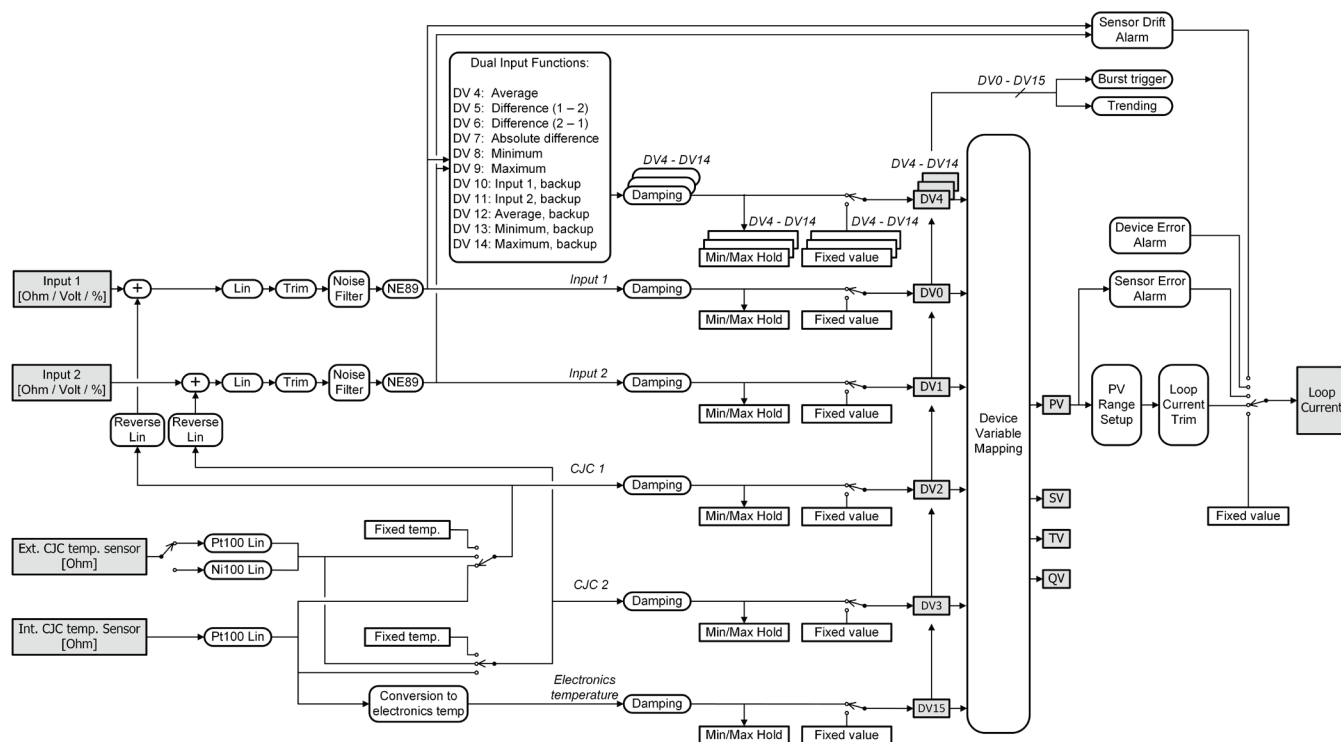 Sensor Drift
Alarm
Dual Input Functions:
DV 4: Average
DV 5: Difference (1 – 2)
DV 6: Difference (2 – 1)
DV 7: Absolute difference
DV 8: Minimum
DV 9: Maximum
DV 10: Input 1, backup
DV 11: Input 2, backup
DV 12: Average, backup
DV 13: Minimum, backup
DV 14: Maximum, backup
DV0 - DV15
Burst trigger
Trending
DV4 - DV14
Damping
DV4 - DV14
Min/Max Hold
DV4 - DV14
Fixed value
DV4 - DV14
DV4
Device Error
Alarm
Sensor Error
Alarm
Input 1
[Ohm / Volt / %]
+
Lin
Trim
Noise
Filter
NE89
Input 1
Damping
Min/Max Hold
Fixed value
DV0
Input 2
[Ohm / Volt / %]
+
Lin
Trim
Noise
Filter
NE89
Input 2
Damping
Min/Max Hold
Fixed value
DV1
Reverse
Lin
Reverse
Lin
Device
Variable
Mapping
PV
PV
Range
Setup
Loop
Current
Trim
Loop
Current
Fixed value
SV
TV
QV
CJC 1
Damping
Min/Max Hold
Fixed value
DV2
Ext. CJC temp. sensor
[Ohm]
Pt100 Lin
Ni100 Lin
Fixed temp.
CJC 2
Damping
Min/Max Hold
Fixed value
DV3
Int. CJC temp. Sensor
[Ohm]
Pt100 Lin
Fixed temp.
Conversion to
electronics temp
Electronics
temperature
Damping
Min/Max Hold
Fixed value
DV15